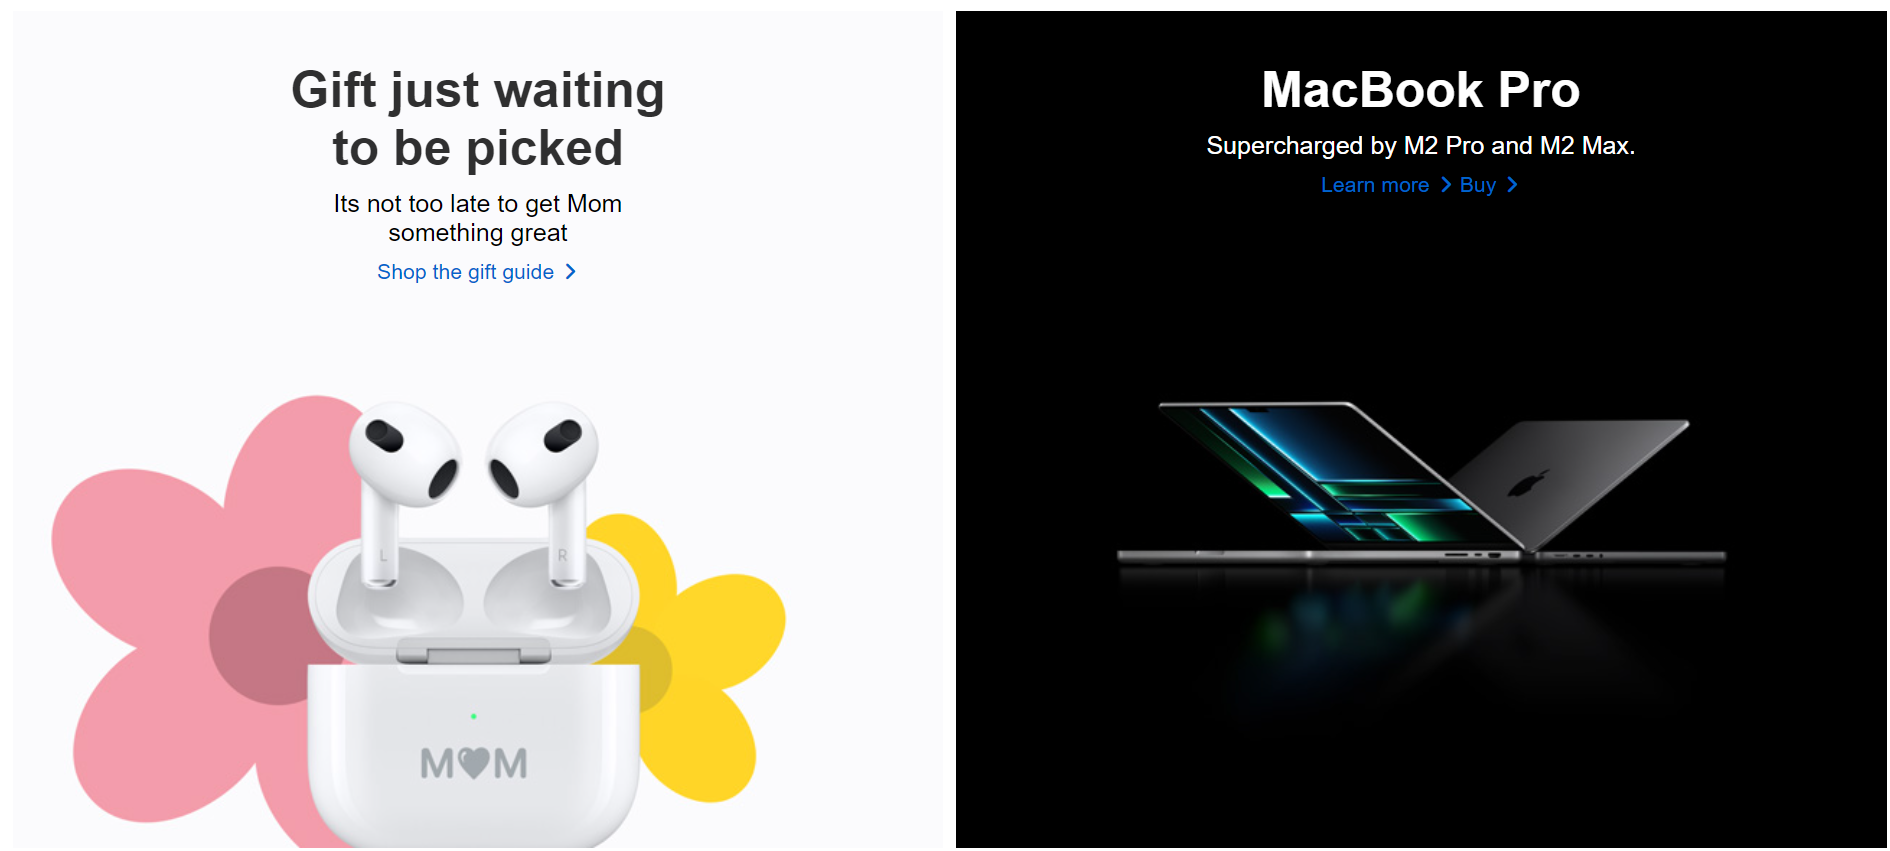 Gift just waiting
to be picked
Its not too late to get Mom
something great
Shop the gift guide
L
R
M🩶M
MacBook Pro
Supercharged by M2 Pro and M2 Max.
Learn more Buy